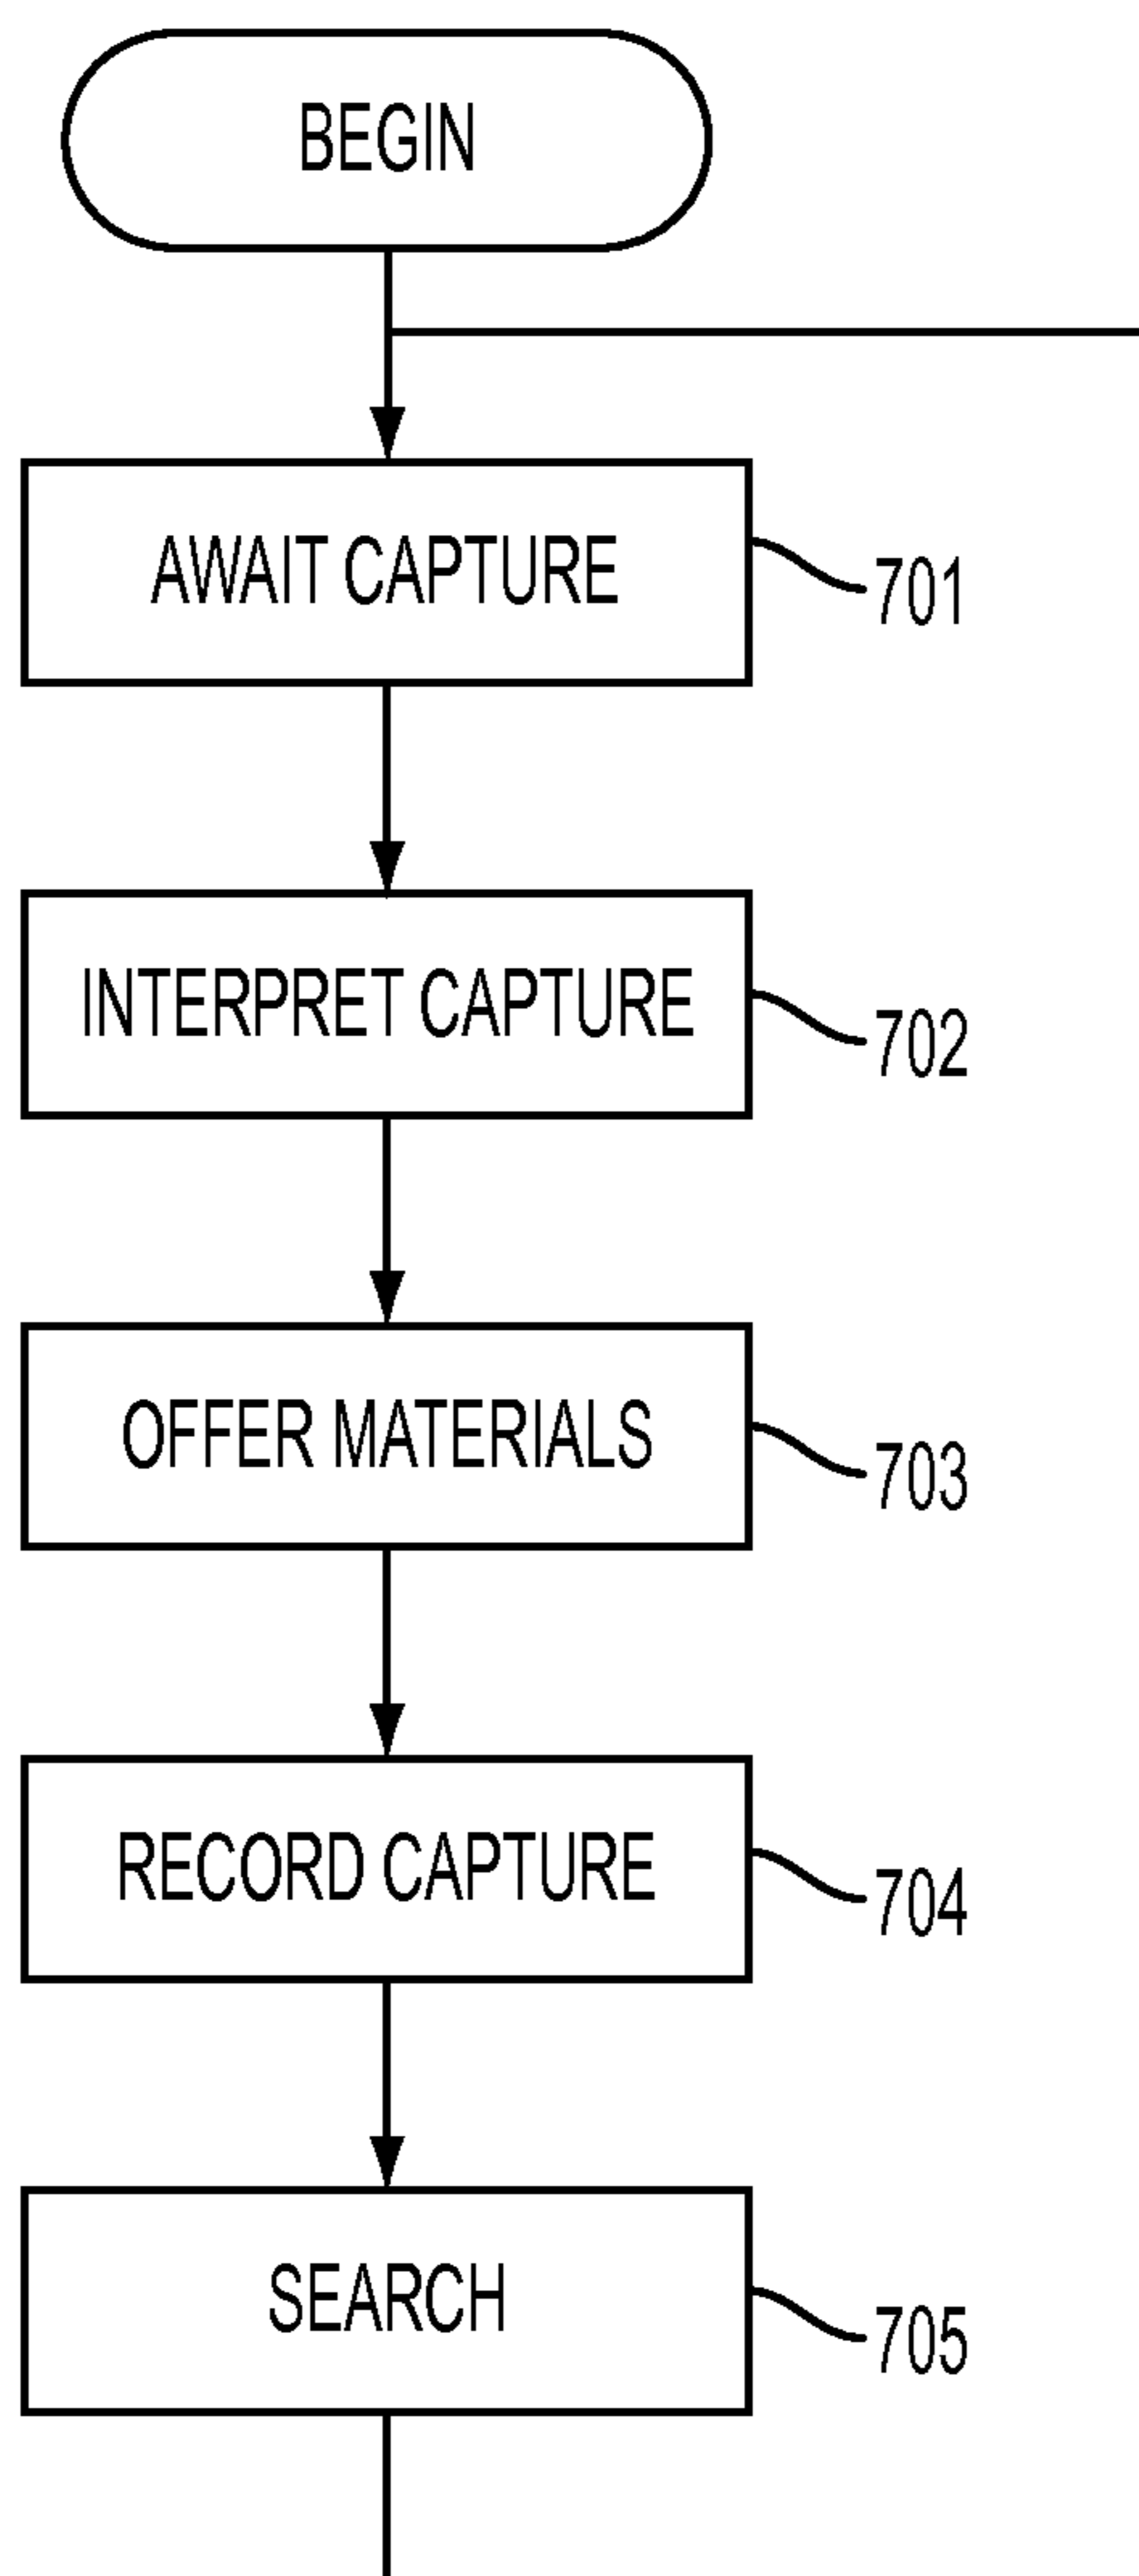 BEGIN
AWAIT CAPTURE
701
INTERPRET CAPTURE
702
OFFER MATERIALS
703
RECORD CAPTURE
704
SEARCH
705